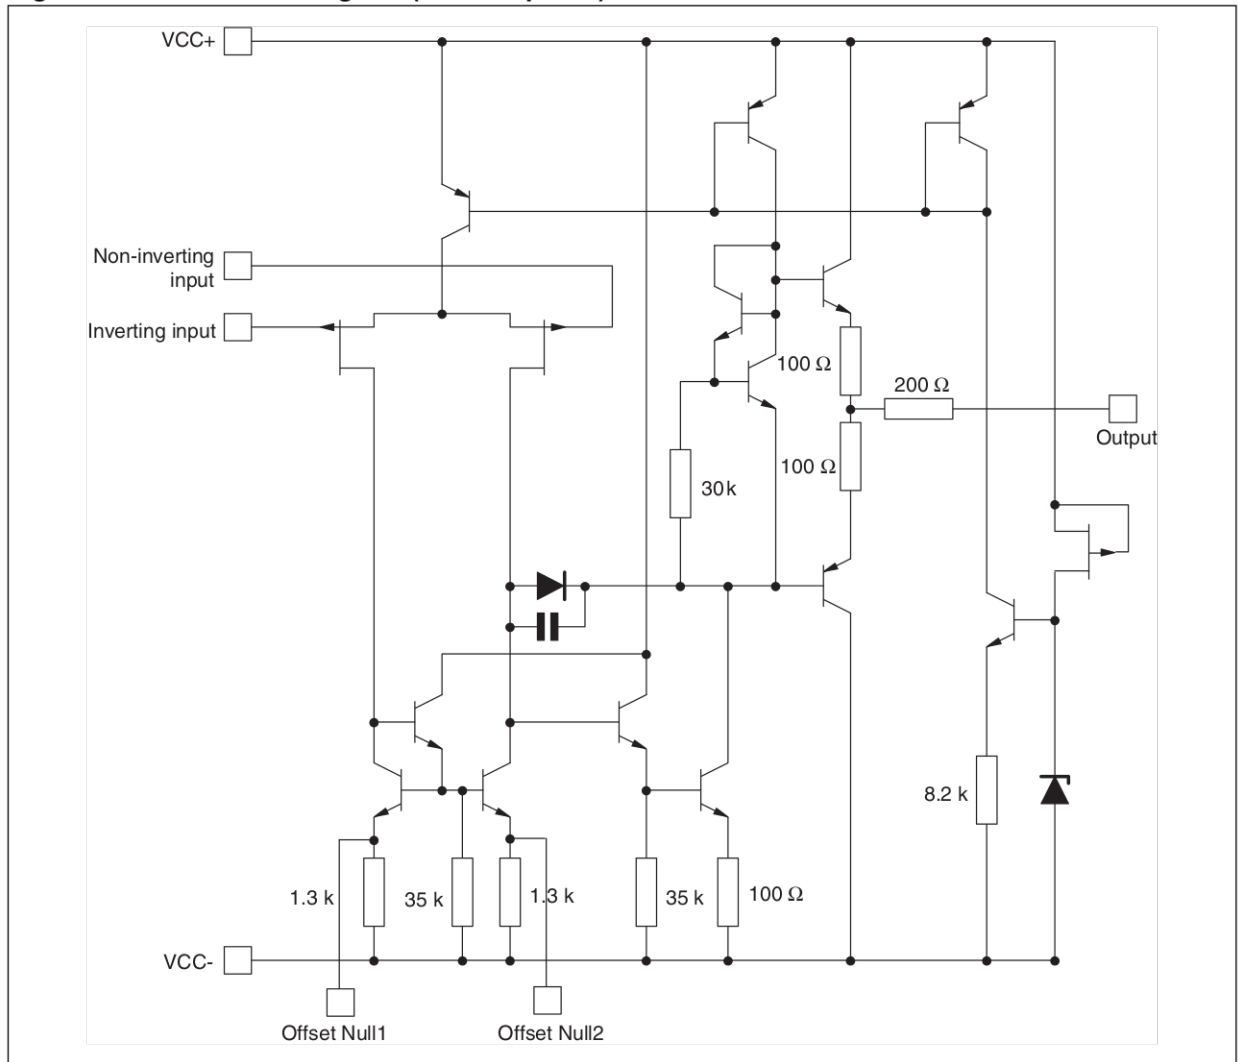 VCC+
Non-inverting
input
Inverting input
100 Ω
200 Ω
Output
100 Ω
30k
8.2 k
1.3 k
35 k
1.3 k
35 k
100 Ω
VCC-
Offset Null1
Offset Null2